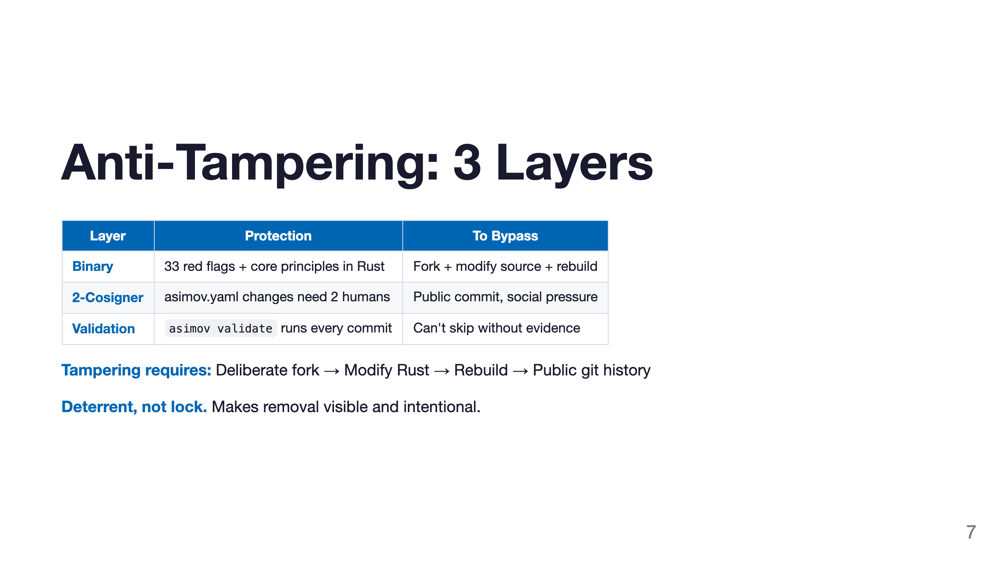 Anti-Tampering: 3 Layers
Layer Protection To Bypass
Binary 33 red flags + core principles in Rust Fork + modify source + rebuild
2-Cosigner asimov.yaml changes need 2 humans Public commit, social pressure
Validation asimov validate runs every commit Can't skip without evidence
Tampering requires: Deliberate fork → Modify Rust → Rebuild → Public git history
Deterrent, not lock. Makes removal visible and intentional.
7